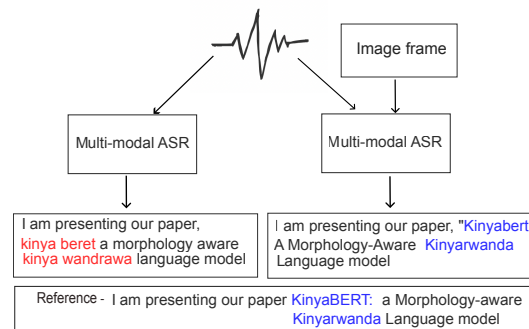 Image frame
Multi-modal ASR
Multi-modal ASR
I am presenting our paper,
kinya beret a morphology aware
kinya wandrawa language model
I am presenting our paper, "Kinyabert
A Morphology-Aware Kinyarwanda
Language model
Reference - I am presenting our paper KinyaBERT: a Morphology-aware
Kinyarwanda Language model